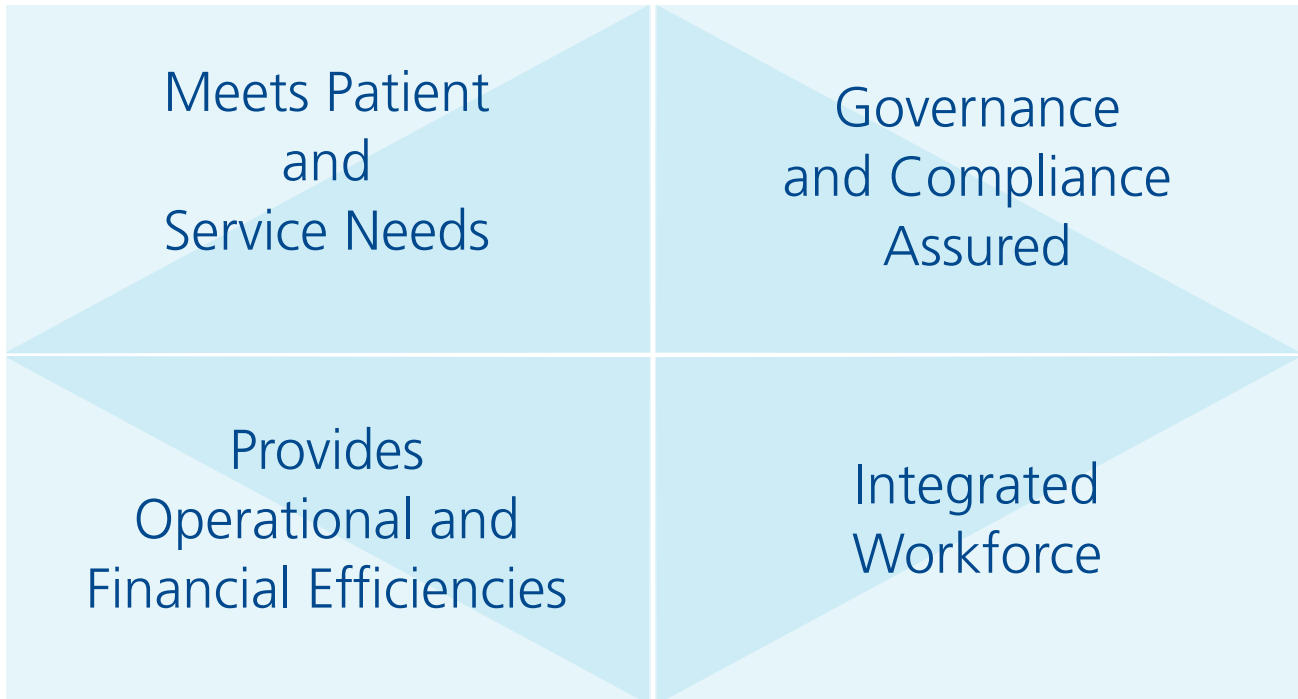 Meets Patient
and
Service Needs
Governance
and Compliance
Assured
Provides
Operational and
Financial Efficiencies
Integrated
Workforce